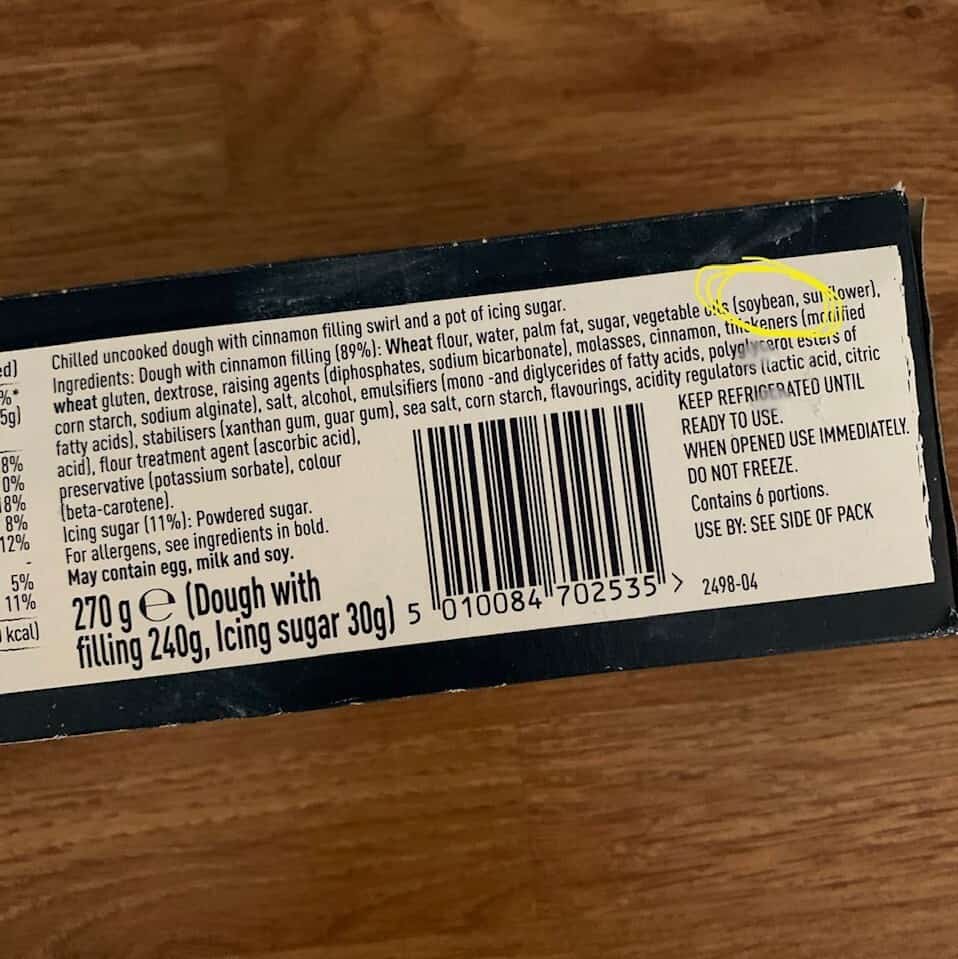 ed)
%*
5g)
8%
0%
18%
8%
12%
-
5%
11%
kcal)
Chilled uncooked dough with cinnamon filling swirl and a pot of icing sugar.
Ingredients: Dough with cinnamon filling (89%): Wheat flour, water, palm fat, sugar, vegetable oils (soybean, sunflower),
wheat gluten, dextrose, raising agents (diphosphates, sodium bicarbonate), molasses, cinnamon, thickeners (modified
corn starch, sodium alginate), salt, alcohol, emulsifiers (mono -and diglycerides of fatty acids, polyglycerol esters of
fatty acids), stabilisers (xanthan gum, guar gum), sea salt, corn starch, flavourings, acidity regulators (lactic acid, citric
acid), flour treatment agent (ascorbic acid),
preservative (potassium sorbate), colour
(beta-carotene).
Icing sugar (11%): Powdered sugar.
For allergens, see ingredients in bold.
May contain egg, milk and soy.
270 g ℮ (Dough with
filling 240g, Icing sugar 30g)
5 010084 702535 >
KEEP REFRIGERATED UNTIL
READY TO USE.
WHEN OPENED USE IMMEDIATELY.
DO NOT FREEZE.
Contains 6 portions.
USE BY: SEE SIDE OF PACK
2498-04